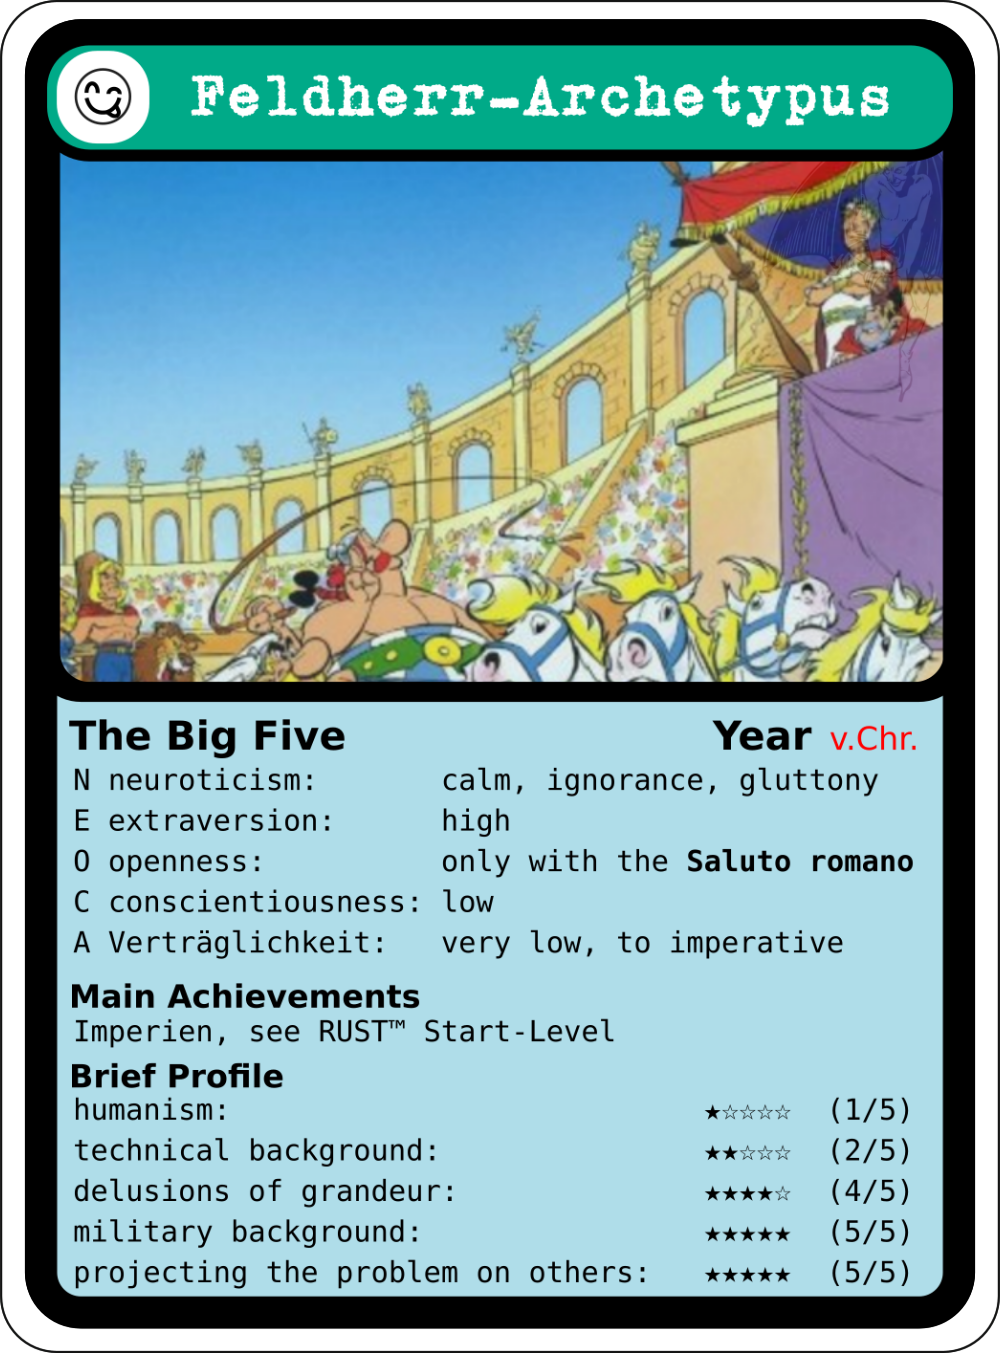 Feldherr-Archetypus
The Big Five Year v.Chr.
N neuroticism: calm, ignorance, gluttony
E extraversion: high
O openness: only with the Saluto romano
C conscientiousness: low
A Verträglichkeit: very low, to imperative
Main Achievements
Imperien, see RUST™ Start-Level
Brief Profile
humanism: ★☆☆☆☆ (1/5)
technical background: ★★☆☆☆ (2/5)
delusions of grandeur: ★★★★☆ (4/5)
military background: ★★★★★ (5/5)
projecting the problem on others: ★★★★★ (5/5)